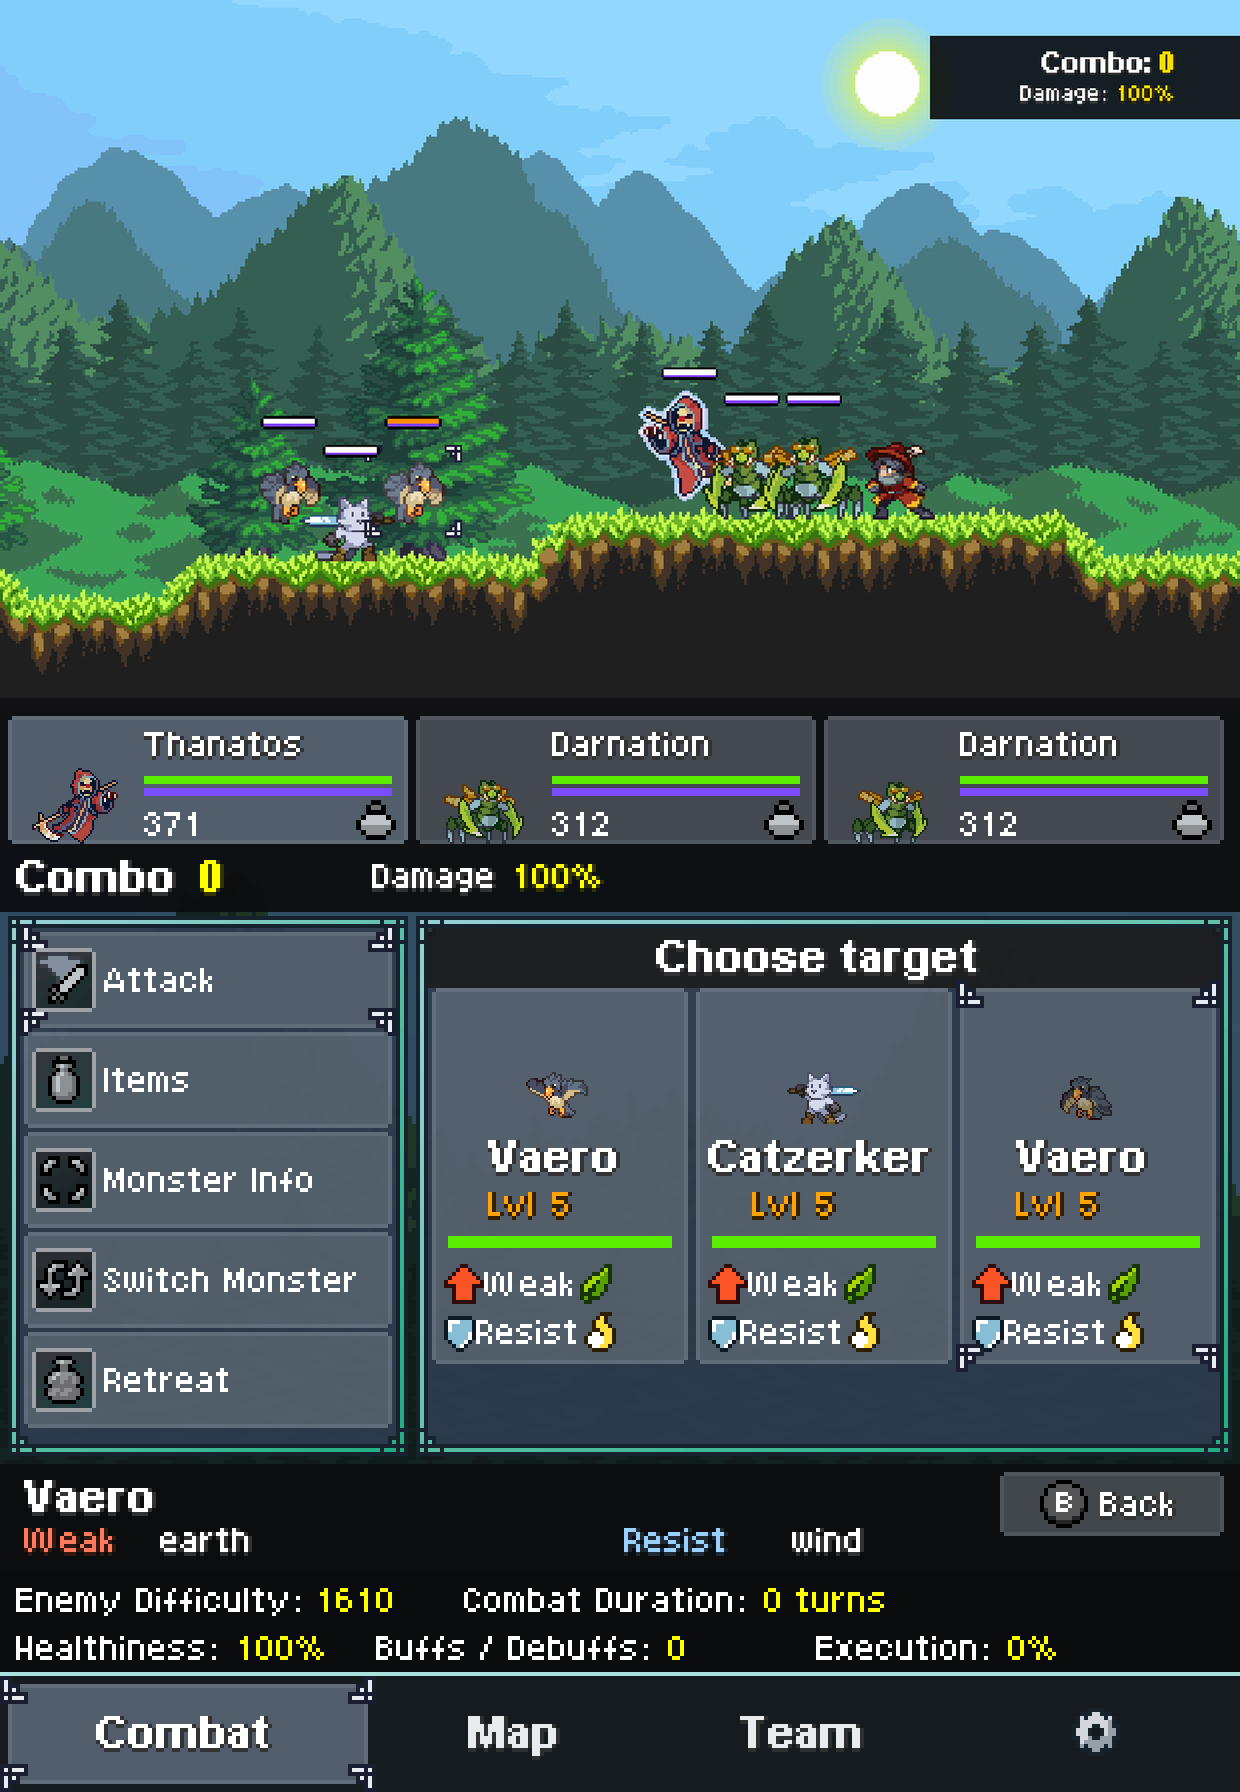 Combo: 0
Damage: 100%
Thanatos
371
Darnation
312
Darnation
312
Combo 0 Damage 100%
Attack
Items
Monster Info
Switch Monster
Retreat
Choose target
Vaero
Lvl 5
Weak
Resist
Catzerker
Lvl 5
Weak
Resist
Vaero
Lvl 5
Weak
Resist
Vaero
Weak earth Resist wind
B Back
Enemy Difficulty: 1610 Combat Duration: 0 turns
Healthiness: 100% Buffs / Debuffs: 0 Execution: 0%
Combat Map Team